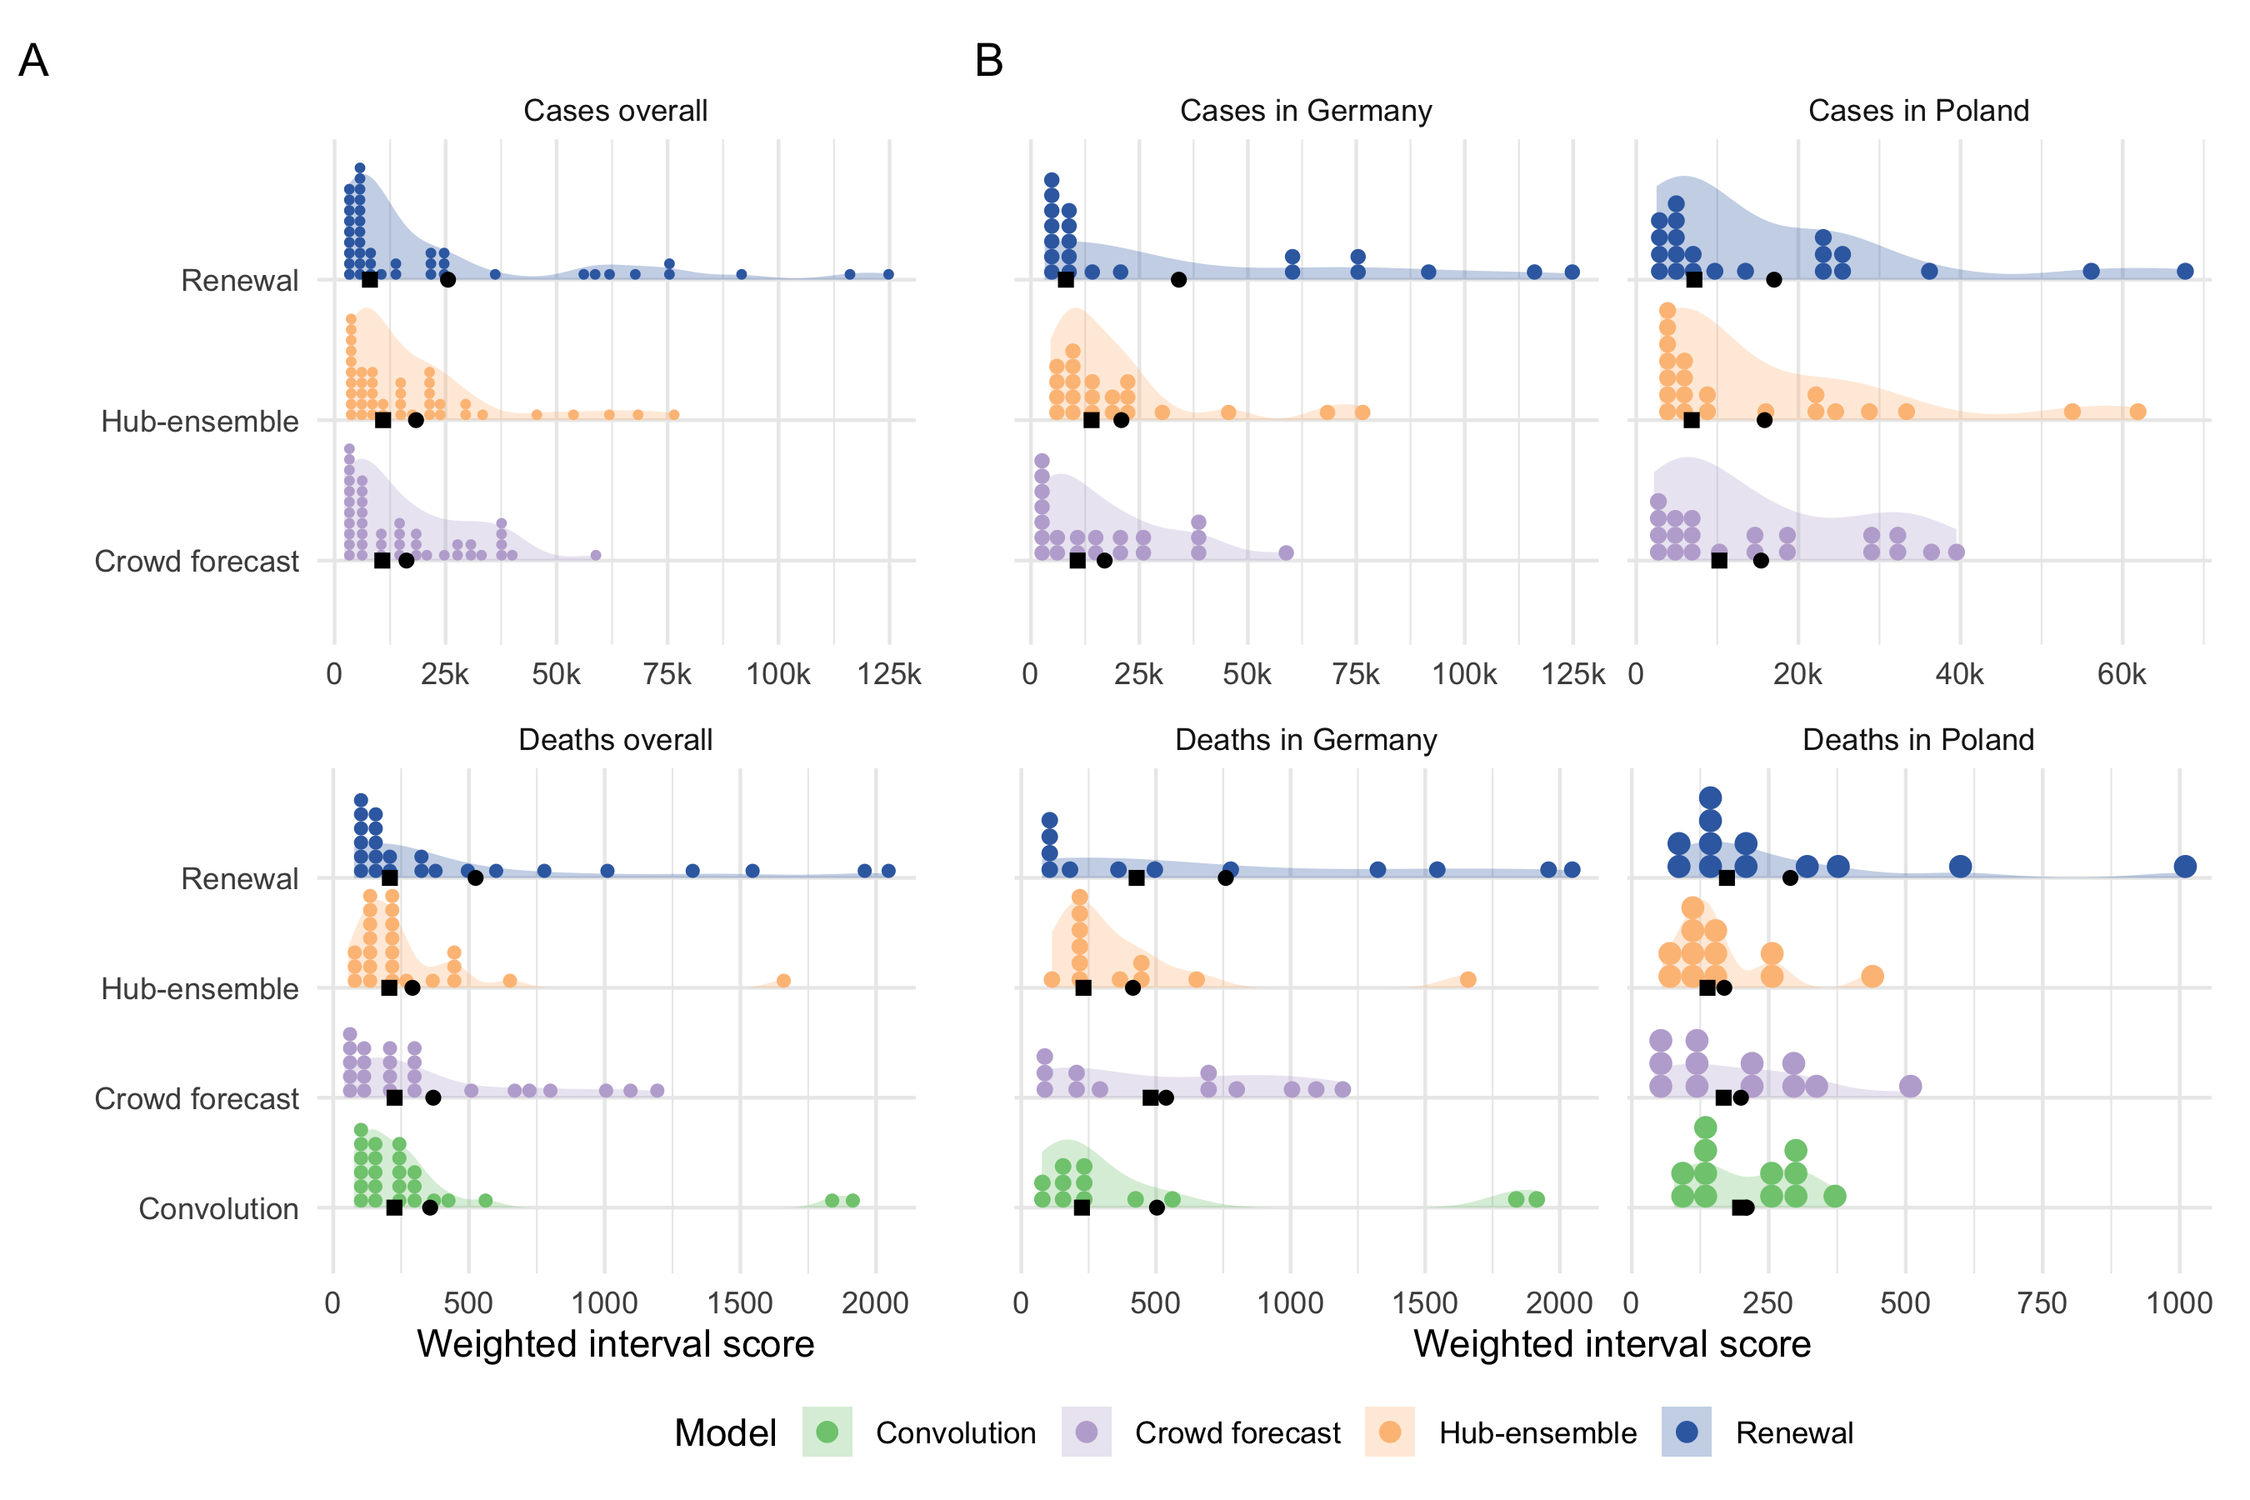 A
B
Cases overall
Cases in Germany
Cases in Poland
Renewal
Hub-ensemble
Crowd forecast
0 25k 50k 75k 100k 125k
0 25k 50k 75k 100k 125k
0 20k 40k 60k
Deaths overall
Deaths in Germany
Deaths in Poland
Renewal
Hub-ensemble
Crowd forecast
Convolution
0 500 1000 1500 2000
0 500 1000 1500 2000
0 250 500 750 1000
Weighted interval score
Weighted interval score
Model Convolution Crowd forecast Hub-ensemble Renewal